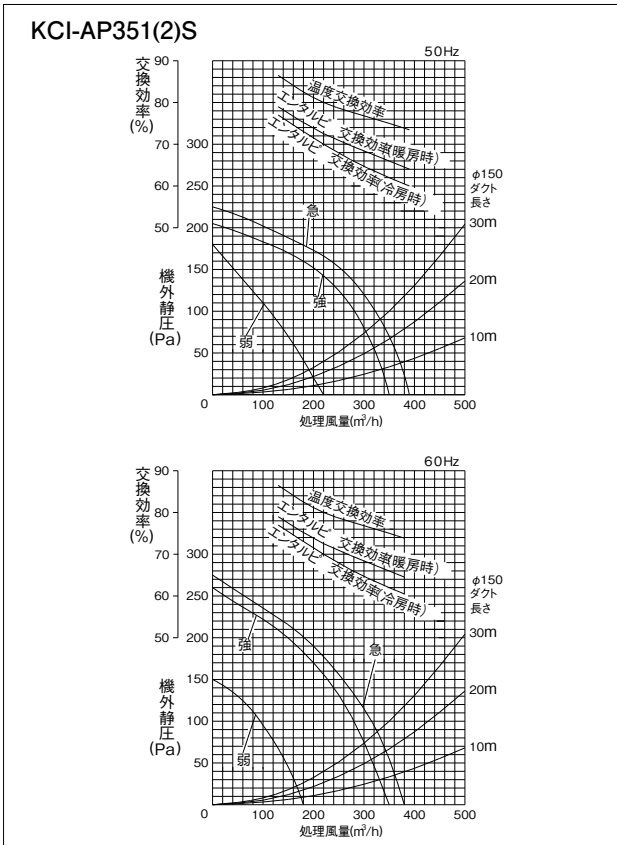 KCI-AP351(2)S
50Hz
交換効率
(%)
90
80
70
60
50
温度交換効率
エンタルピ 交換効率(暖房時)
エンタルピ 交換効率(冷房時)
300
250
200
150
100
50
0
機外静圧
(Pa)
急
強
弱
φ150
ダクト
長さ
30m
20m
10m
100
200
300
400
500
処理風量(m³/h)
60Hz
交換効率
(%)
90
80
70
60
50
温度交換効率
エンタルピ 交換効率(暖房時)
エンタルピ 交換効率(冷房時)
300
250
200
150
100
50
0
機外静圧
(Pa)
強
急
弱
φ150
ダクト
長さ
30m
20m
10m
100
200
300
400
500
処理風量(m³/h)